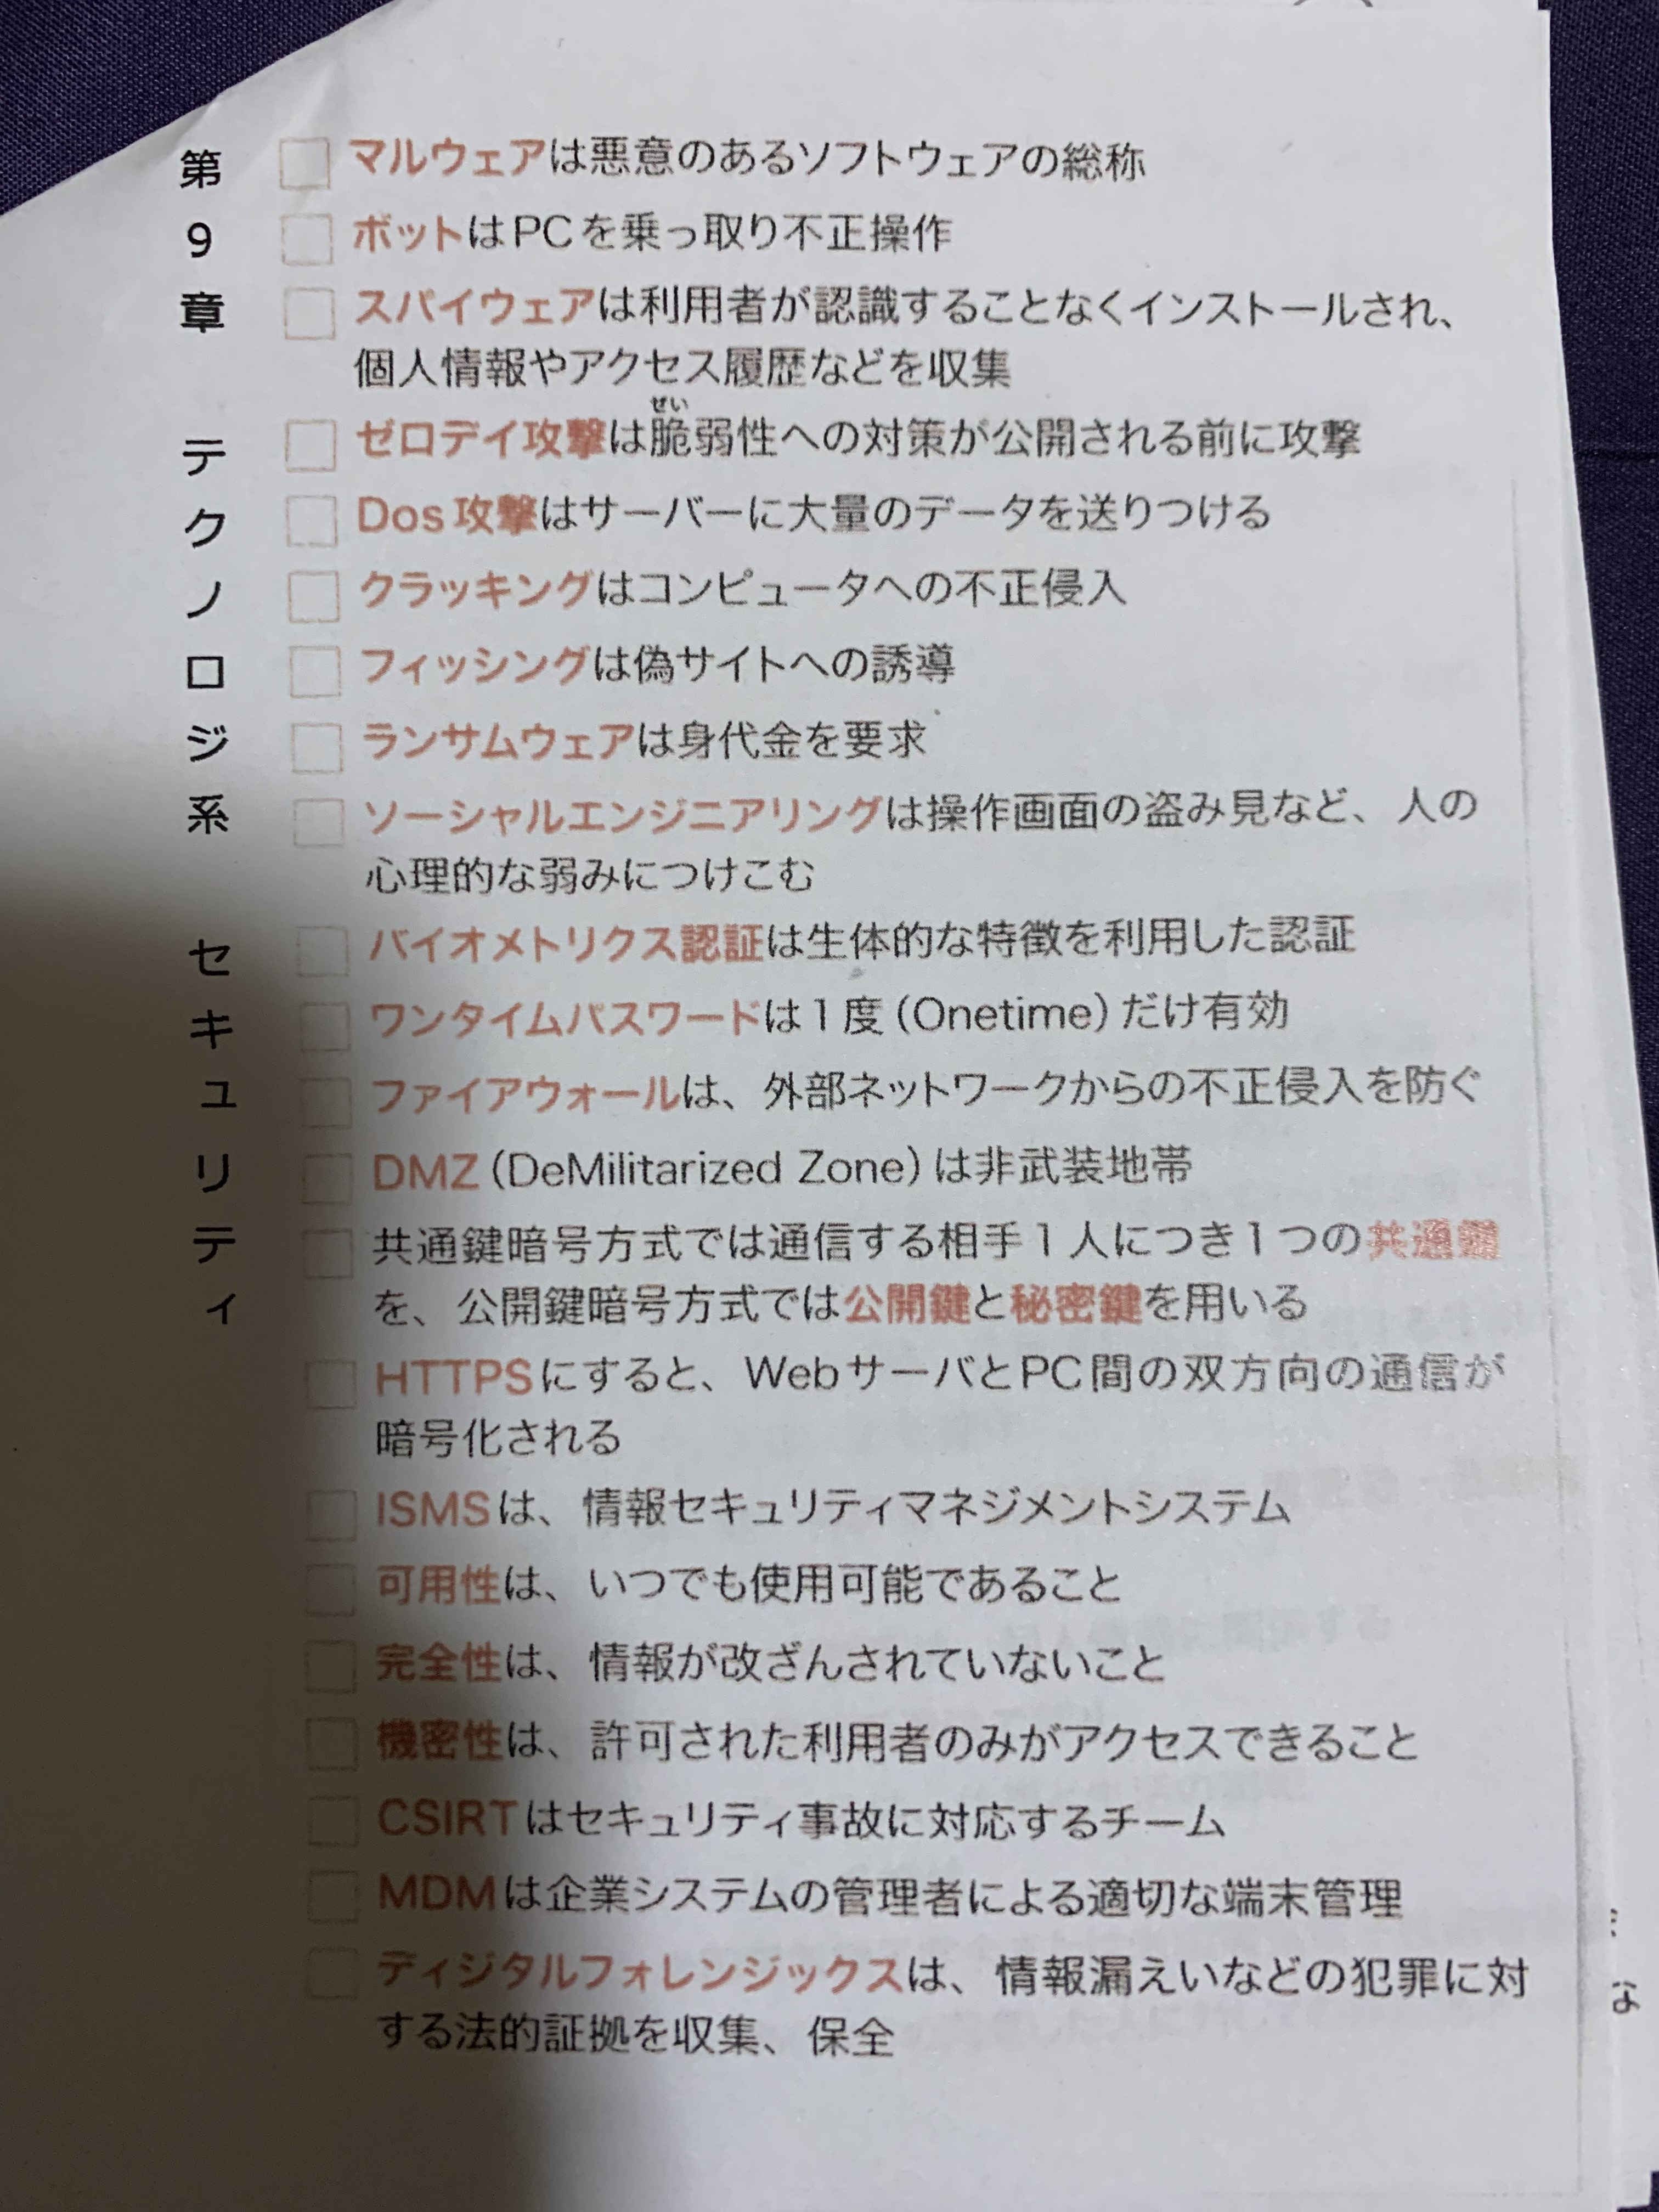 第9章 テクノロジ系 セキュリティ
マルウェアは悪意のあるソフトウェアの総称
ボットはPCを乗っ取り不正操作
スパイウェアは利用者が認識することなくインストールされ、
個人情報やアクセス履歴などを収集
せい
ゼロデイ攻撃は脆弱性への対策が公開される前に攻撃
Dos攻撃はサーバーに大量のデータを送りつける
クラッキングはコンピュータへの不正侵入
フィッシングは偽サイトへの誘導
ランサムウェアは身代金を要求
ソーシャルエンジニアリングは操作画面の盗み見など、人の
心理的な弱みにつけこむ
バイオメトリクス認証は生体的な特徴を利用した認証
ワンタイムパスワードは1度(Onetime)だけ有効
ファイアウォールは、外部ネットワークからの不正侵入を防ぐ
DMZ(DeMilitarized Zone)は非武装地帯
共通鍵暗号方式では通信する相手1人につき1つの共通鍵
を、公開鍵暗号方式では公開鍵と秘密鍵を用いる
HTTPSにすると、WebサーバとPC間の双方向の通信が
暗号化される
ISMSは、情報セキュリティマネジメントシステム
可用性は、いつでも使用可能であること
完全性は、情報が改ざんされていないこと
機密性は、許可された利用者のみがアクセスできること
CSIRTはセキュリティ事故に対応するチーム
MDMは企業システムの管理者による適切な端末管理
ディジタルフォレンジックスは、情報漏えいなどの犯罪に対
する法的証拠を収集、保全
な